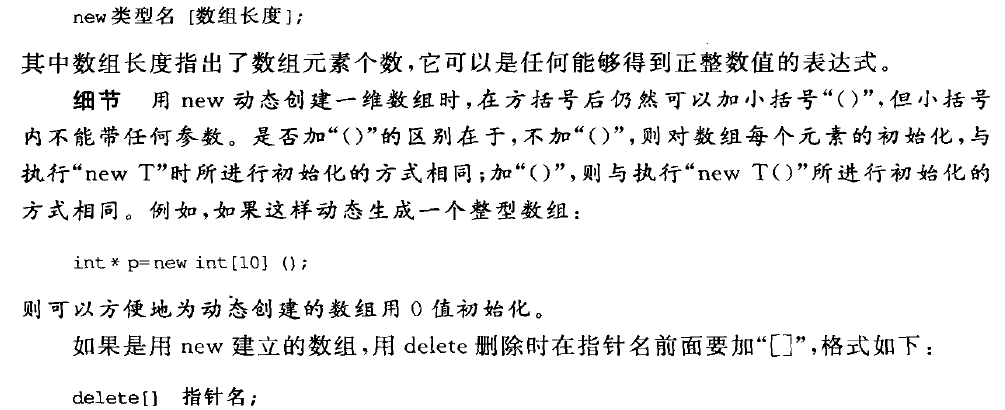 new类型名 [数组长度];
其中数组长度指出了数组元素个数,它可以是任何能够得到正整数值的表达式。
细节 用 new 动态创建一维数组时,在方括号后仍然可以加小括号“()”,但小括号
内不能带任何参数。是否加“()”的区别在于,不加“()”,则对数组每个元素的初始化,与
执行“new T”时所进行初始化的方式相同;加“()”,则与执行“new T()”所进行初始化的
方式相同。例如,如果这样动态生成一个整型数组:
int * p=new int[10] ();
则可以方便地为动态创建的数组用 0 值初始化。
如果是用 new 建立的数组,用 delete 删除时在指针名前面要加“[]”,格式如下:
delete[] 指针名;